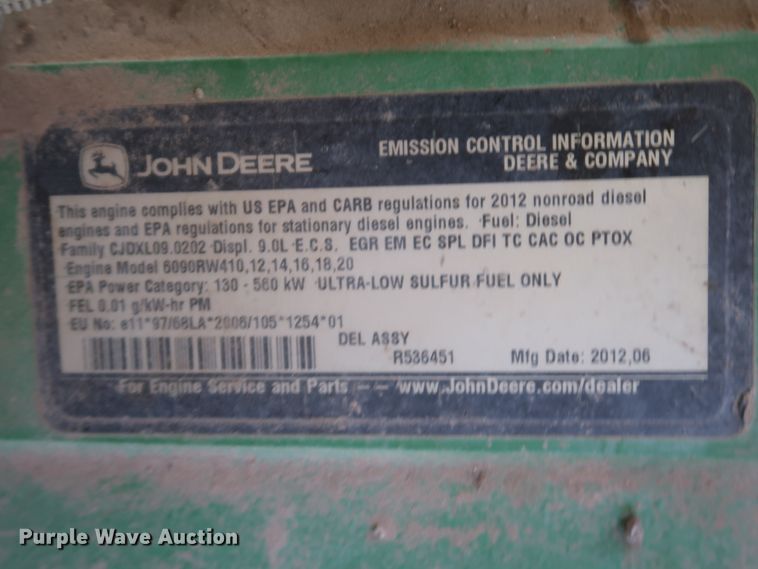 JOHN DEERE
EMISSION CONTROL INFORMATION
DEERE & COMPANY
This engine complies with US EPA and CARB regulations for 2012 nonroad diesel
engines and EPA regulations for stationary diesel engines. Fuel: Diesel
Family CJDXL09.0202 Displ. 9.0L E.C.S. EGR EM EC SPL DFI TC CAC OC PTOX
Engine Model 6090RW410,12,14,16,18,20
EPA Power Category: 130 - 560 kW ULTRA-LOW SULFUR FUEL ONLY
FEL 0.01 g/kW-hr PM
EU No: e11*97/68LA*2006/105*1254*01
DEL ASSY
R536451 Mfg Date: 2012,06
For Engine Service and Parts -- www.JohnDeere.com/dealer
Purple Wave Auction